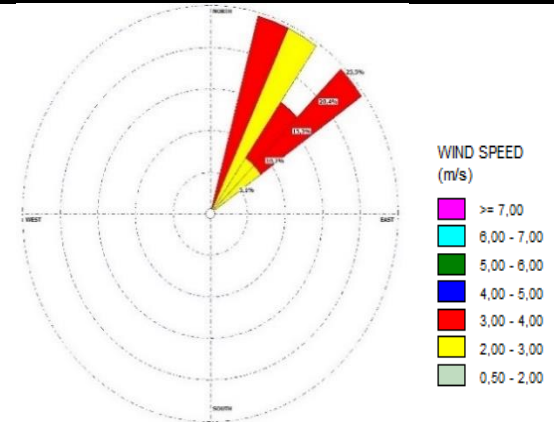 NORTH
25,5%
20,4%
15,3%
10,2%
5,1%
WEST
EAST
SOUTH
WIND SPEED
(m/s)
>= 7,00
6,00 - 7,00
5,00 - 6,00
4,00 - 5,00
3,00 - 4,00
2,00 - 3,00
0,50 - 2,00